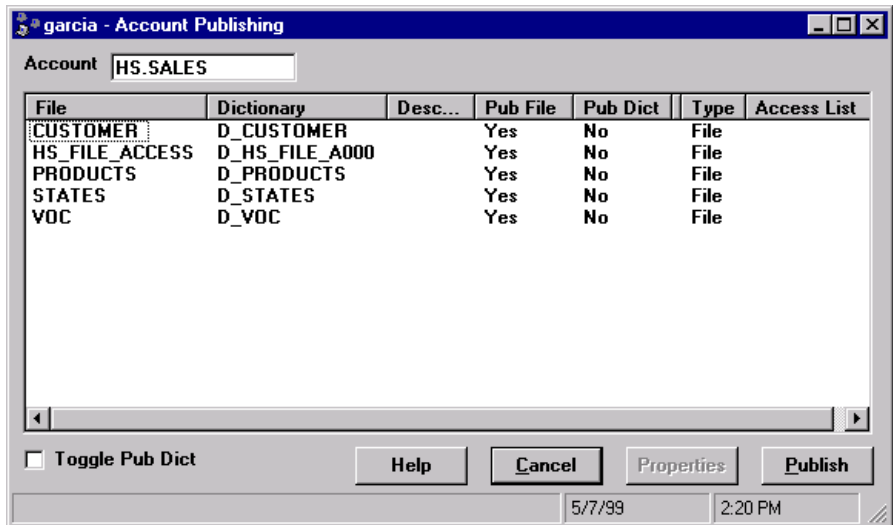 garcia - Account Publishing
Account HS.SALES
File Dictionary Desc... Pub File Pub Dict Type Access List
CUSTOMER D_CUSTOMER Yes No File
HS_FILE_ACCESS D_HS_FILE_A000 Yes No File
PRODUCTS D_PRODUCTS Yes No File
STATES D_STATES Yes No File
VOC D_VOC Yes No File
Toggle Pub Dict Help Cancel Properties Publish
5/7/99 2:20 PM